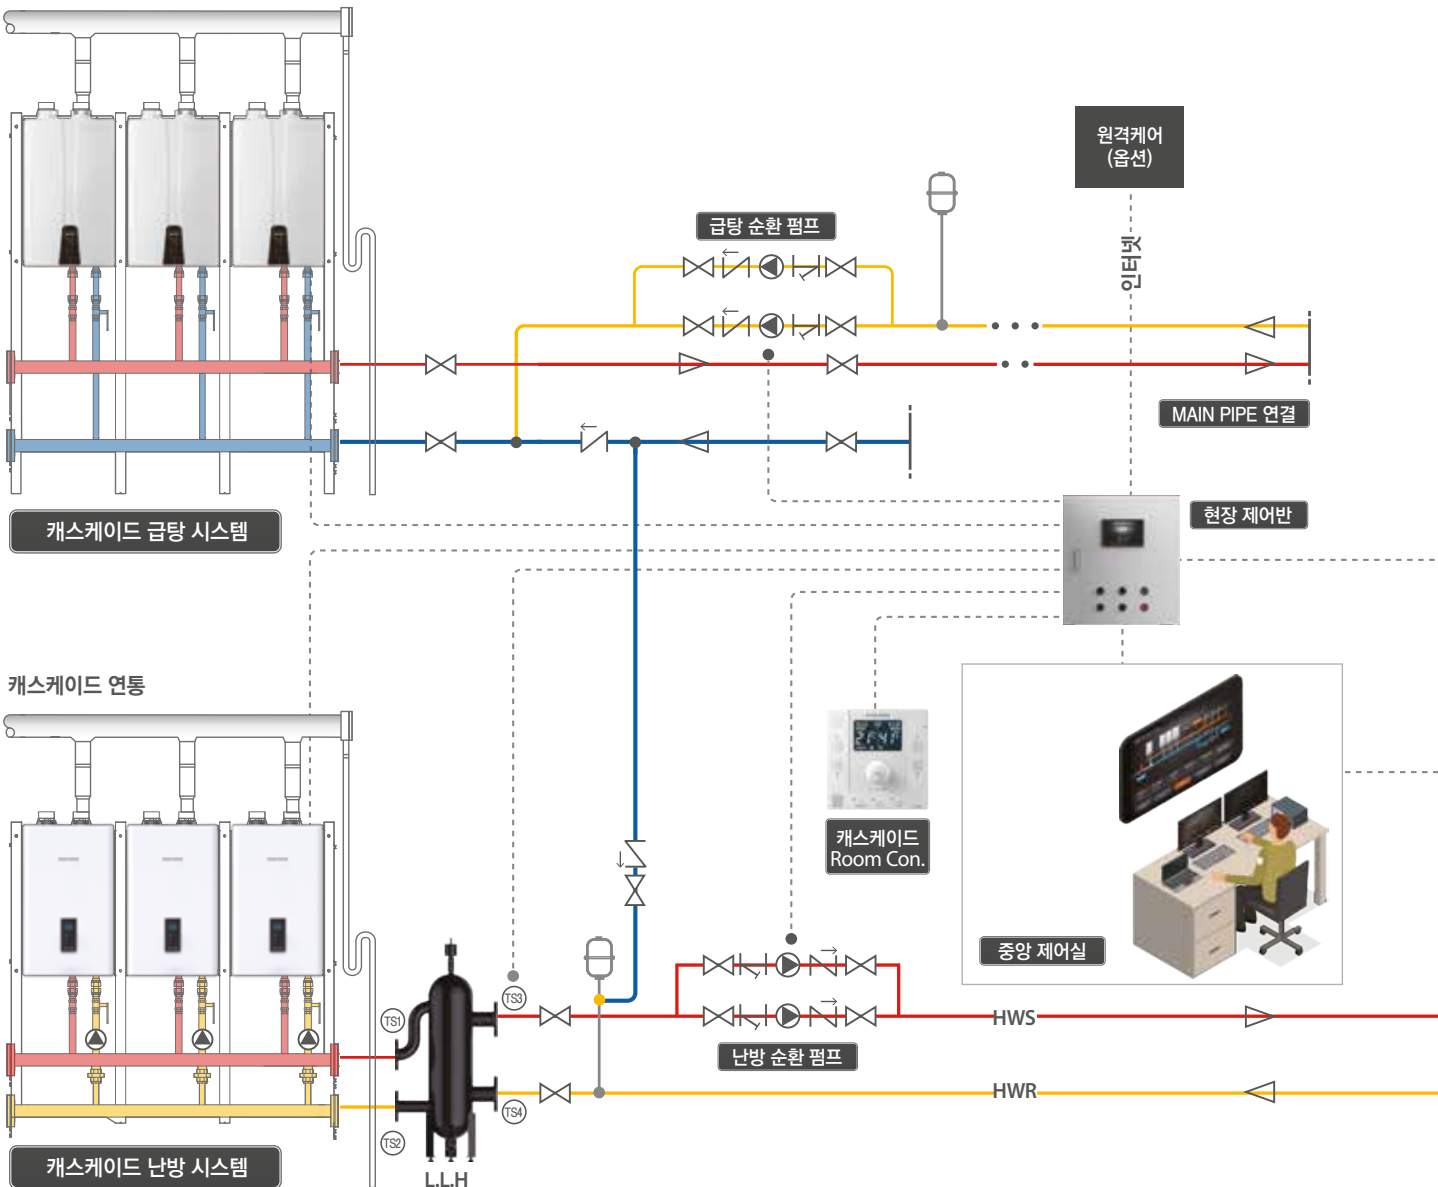 원격케어
(옵션)
급탕 순환 펌프
인터넷
MAIN PIPE 연결
현장 제어반
캐스케이드 급탕 시스템
캐스케이드 연통
캐스케이드
Room Con.
중앙 제어실
TS3
TS1
HWS
난방 순환 펌프
HWR
TS4
TS2
캐스케이드 난방 시스템
L.L.H